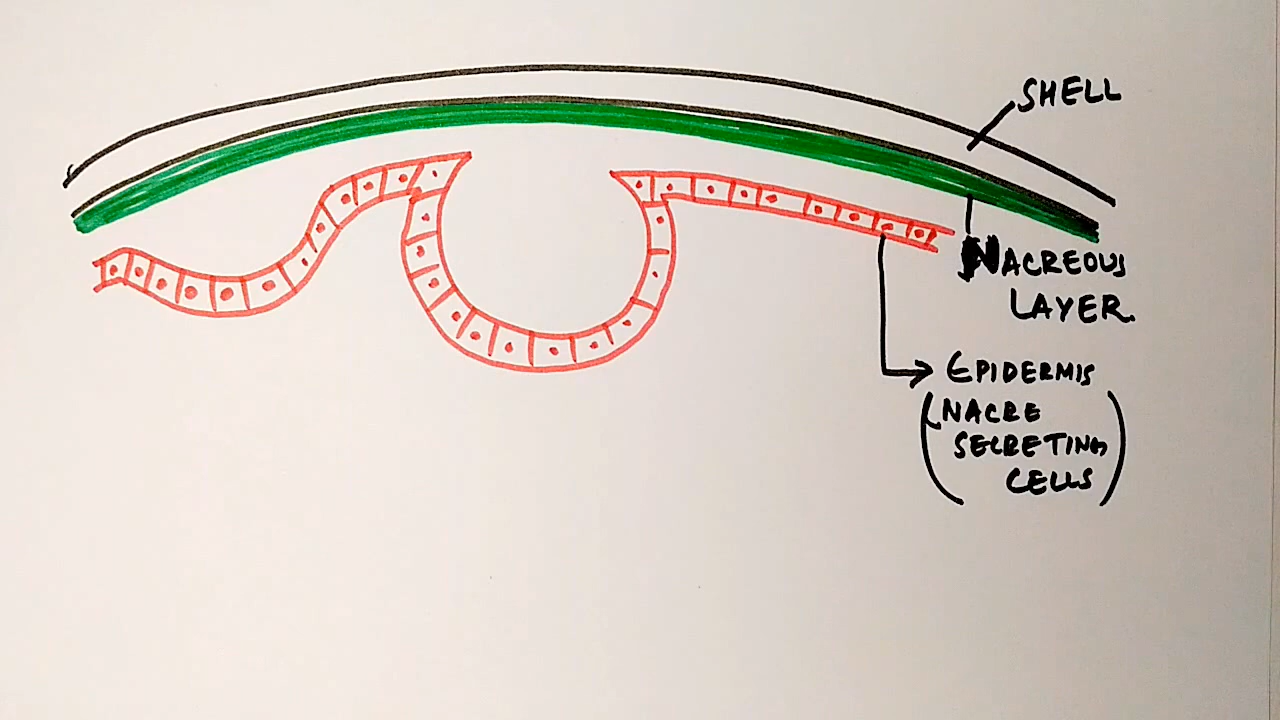 SHELL
NACREOUS
LAYER.
EPIDERMIS
(NACRE
SECRETING
CELLS)